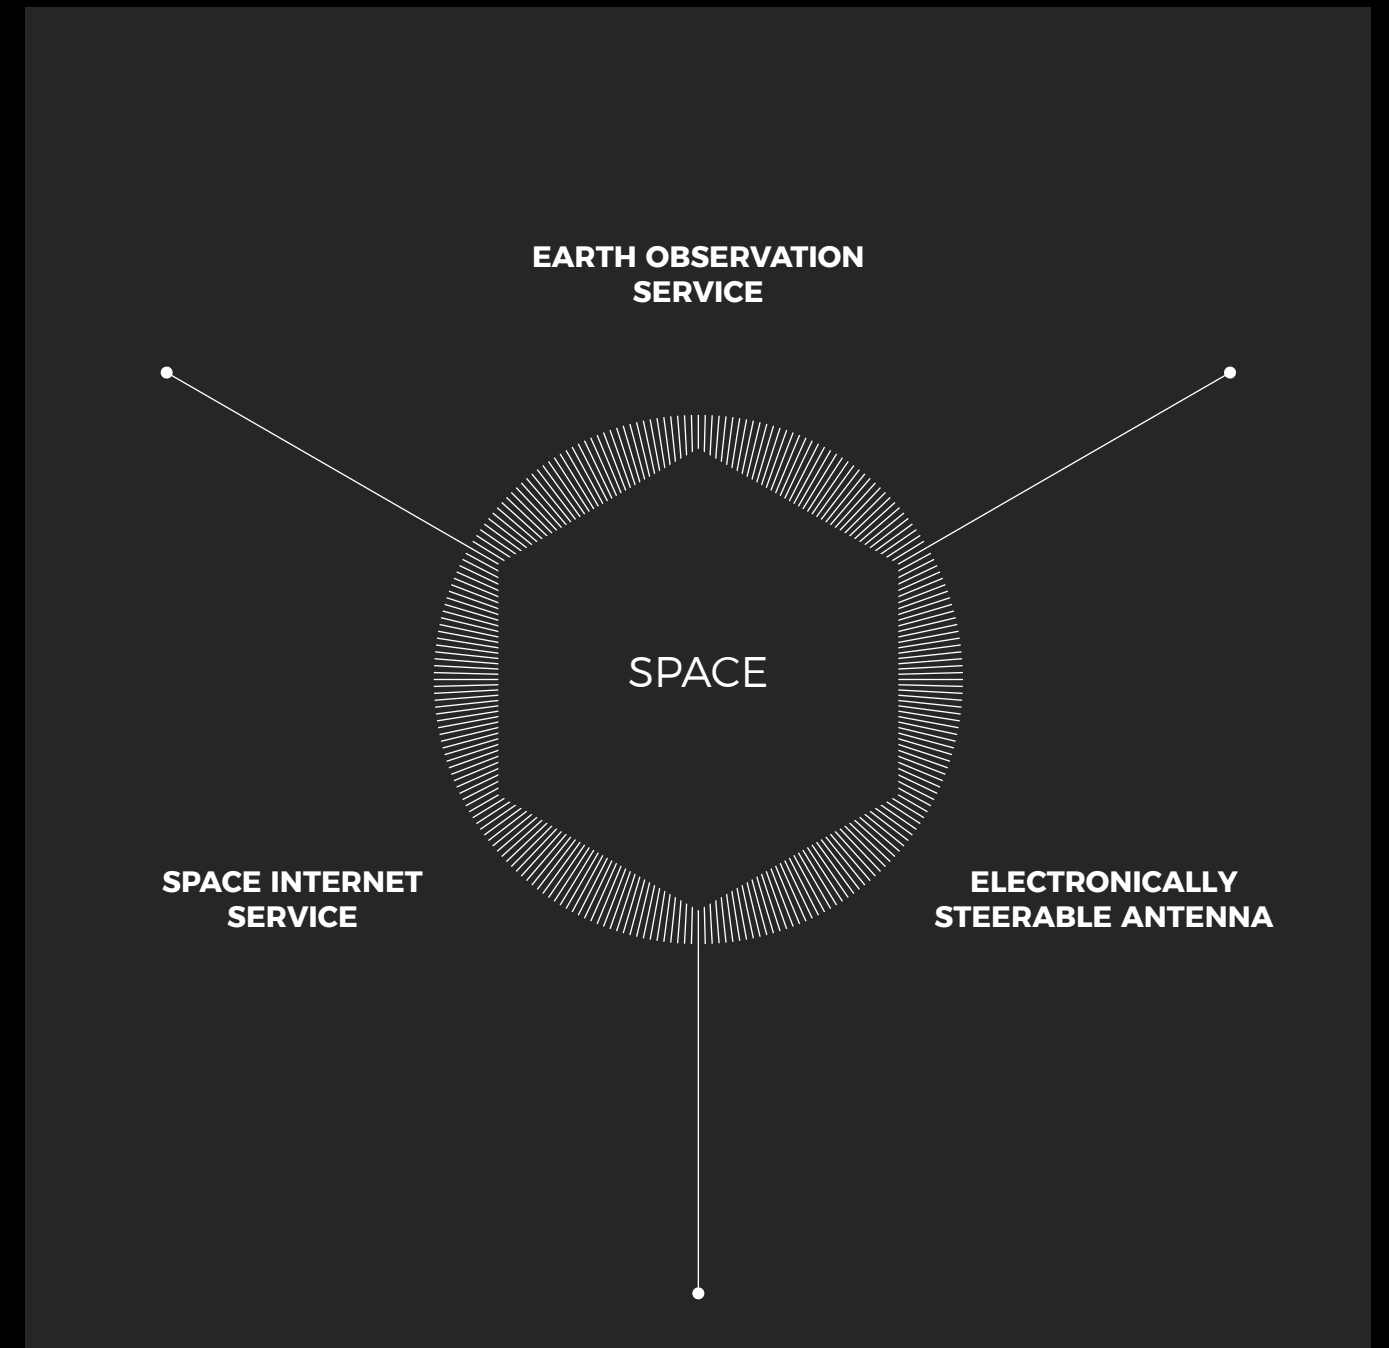 EARTH OBSERVATION
SERVICE
SPACE
SPACE INTERNET
SERVICE
ELECTRONICALLY
STEERABLE ANTENNA